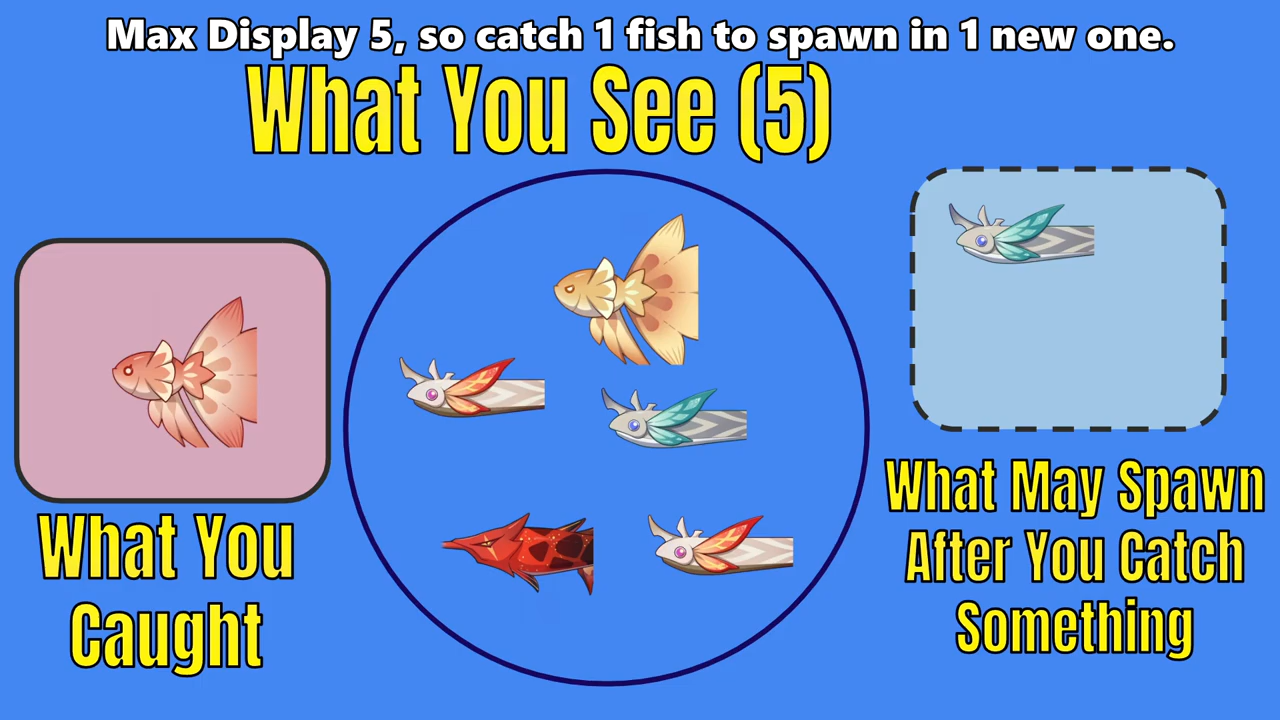 Max Display 5, so catch 1 fish to spawn in 1 new one.
What You See (5)
What You
Caught
What May Spawn
After You Catch
Something